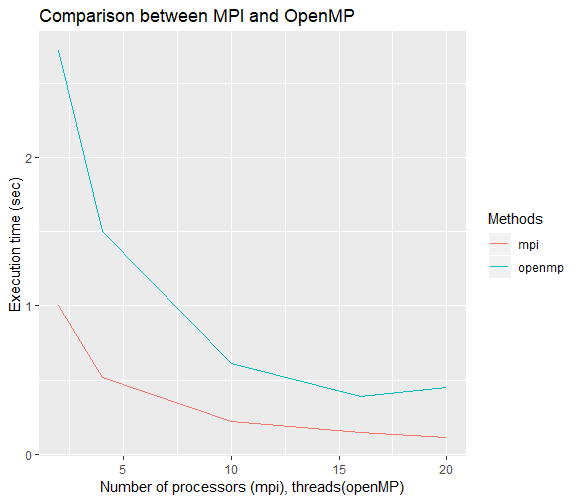 Comparison between MPI and OpenMP
Execution time (sec)
2
1
0
5
10
15
20
Number of processors (mpi), threads(openMP)
Methods
mpi
openmp